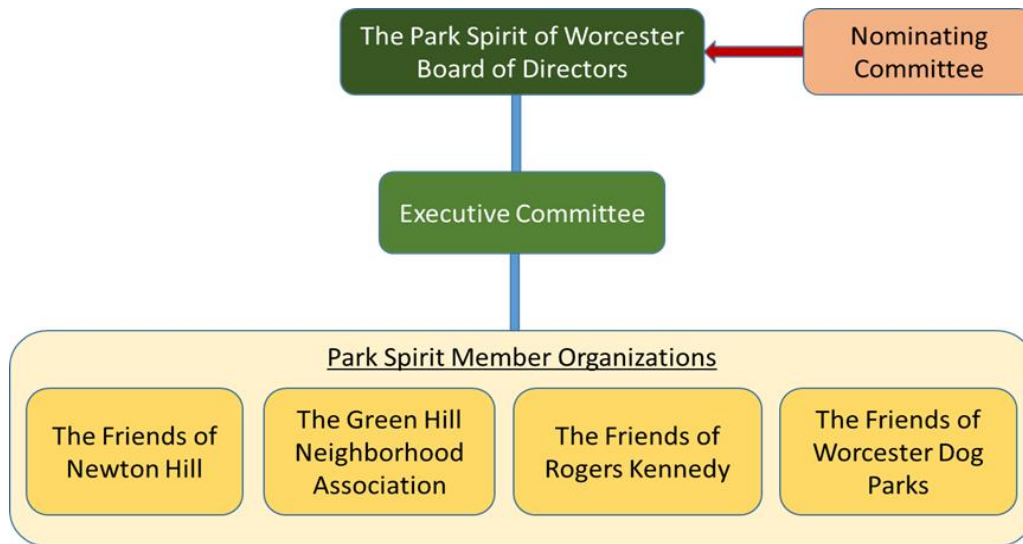 The Park Spirit of Worcester
Board of Directors
Nominating
Committee
Executive Committee
Park Spirit Member Organizations
The Friends of
Newton Hill
The Green Hill
Neighborhood
Association
The Friends of
Rogers Kennedy
The Friends of
Worcester Dog
Parks